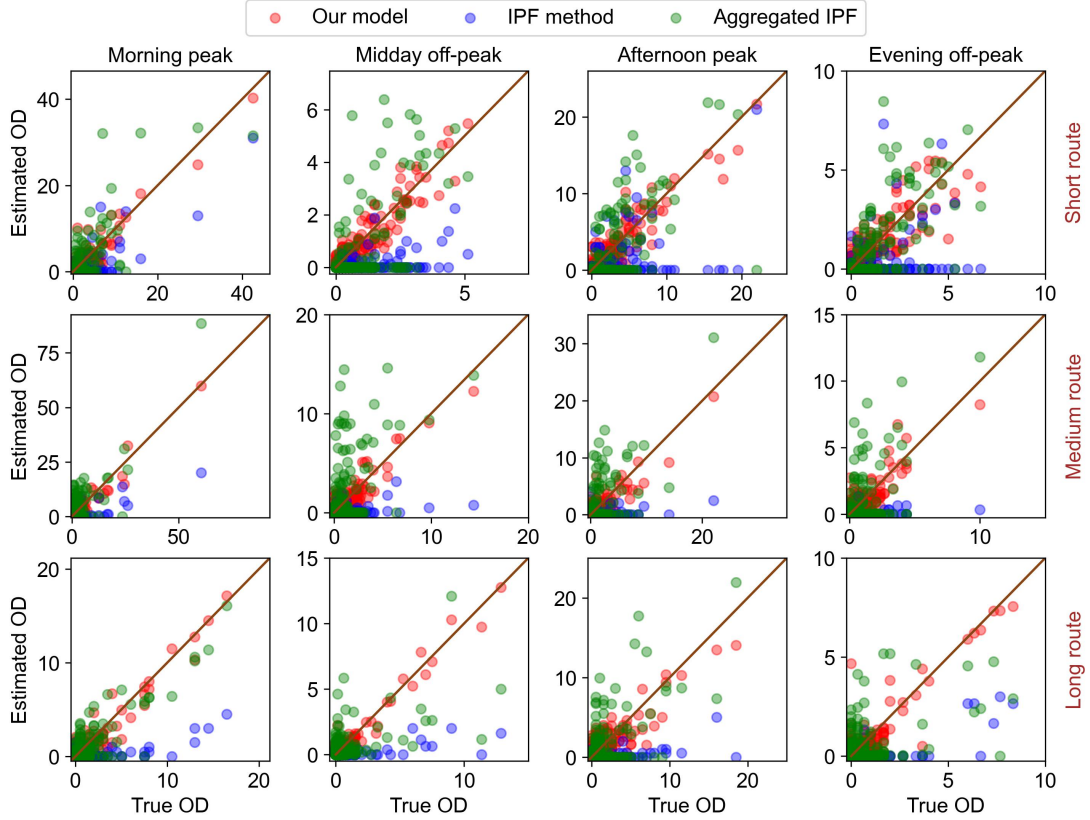 Our model IPF method Aggregated IPF
Morning peak Midday off-peak Afternoon peak Evening off-peak
Estimated OD
40
20
0
0 20 40
6
4
2
0
0 5
20
10
0
0 10 20
10
5
0
0 5 10
Short route
Estimated OD
75
50
25
0
0 50
20
10
0
0 10 20
30
20
10
0
0 20
15
10
5
0
0 10
Medium route
Estimated OD
20
10
0
0 10 20
True OD
15
10
5
0
0 10
True OD
20
10
0
0 10 20
True OD
10
5
0
0 5 10
True OD
Long route